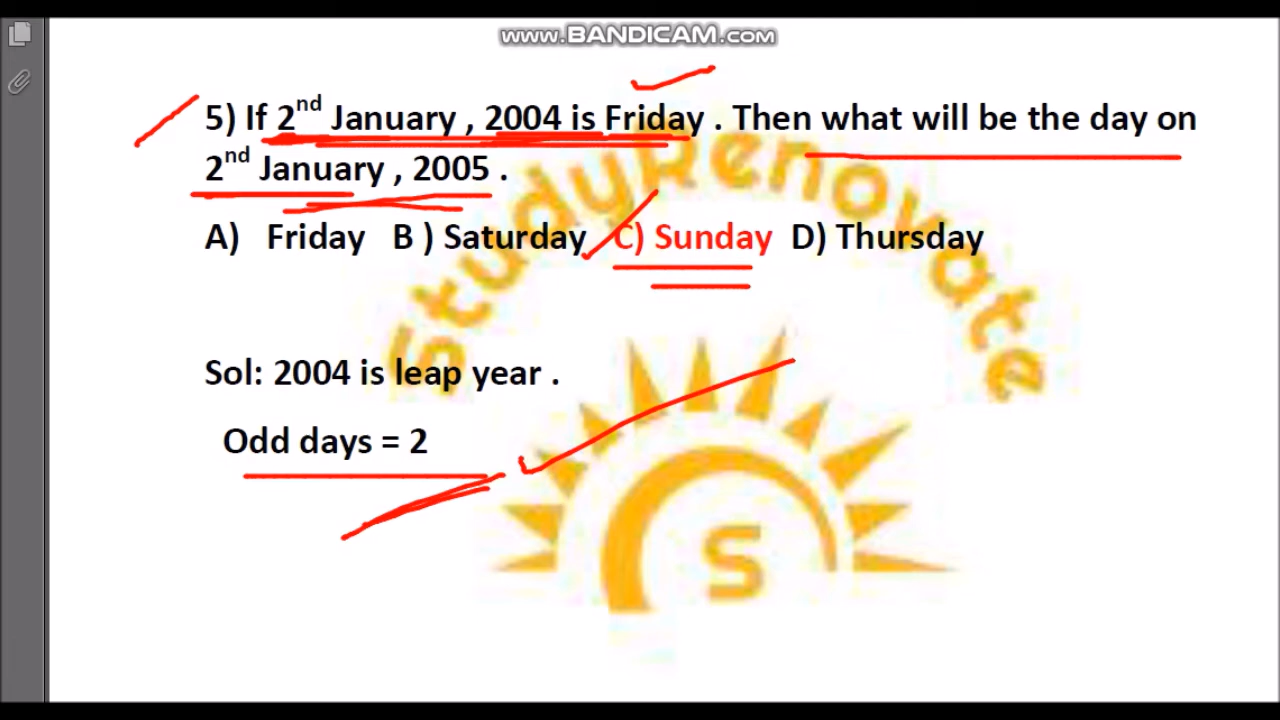 www.BANDICAM.com
5) If 2nd January , 2004 is Friday . Then what will be the day on
2nd January , 2005 .
A) Friday B ) Saturday C) Sunday D) Thursday
StudyRenovate
Sol: 2004 is leap year .
Odd days = 2
S